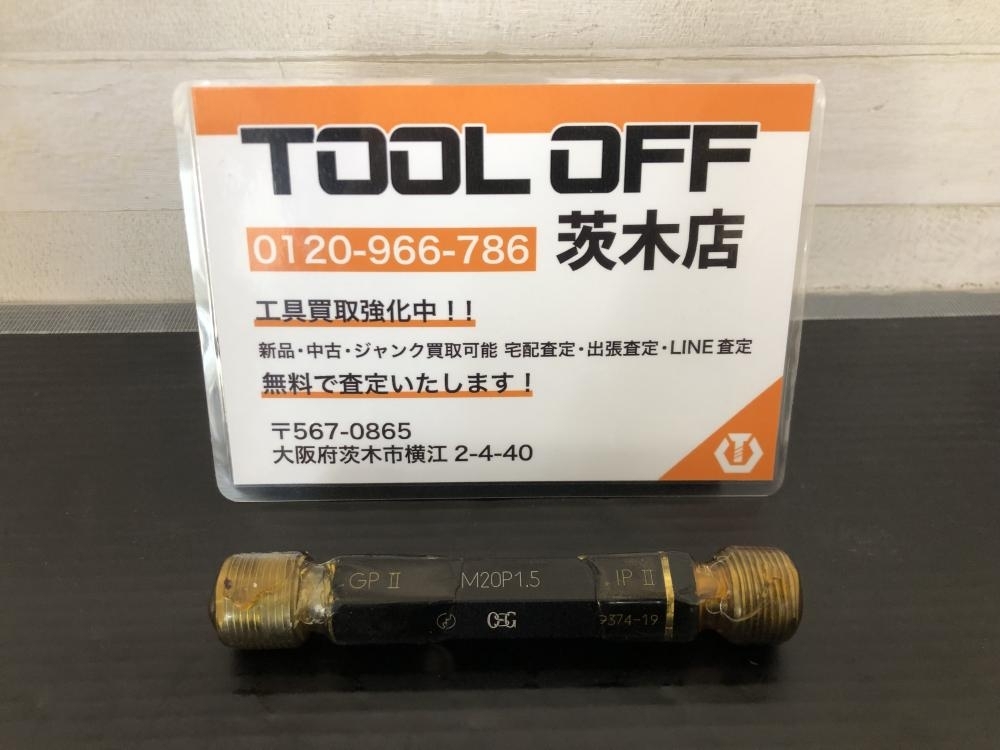 TOOL OFF
0120-966-786 茨木店
工具買取強化中!!
新品・中古・ジャンク買取可能 宅配査定・出張査定・LINE査定
無料で査定いたします!
〒567-0865
大阪府茨木市横江 2-4-40
GP II M20P1.5 IP II
9374-19